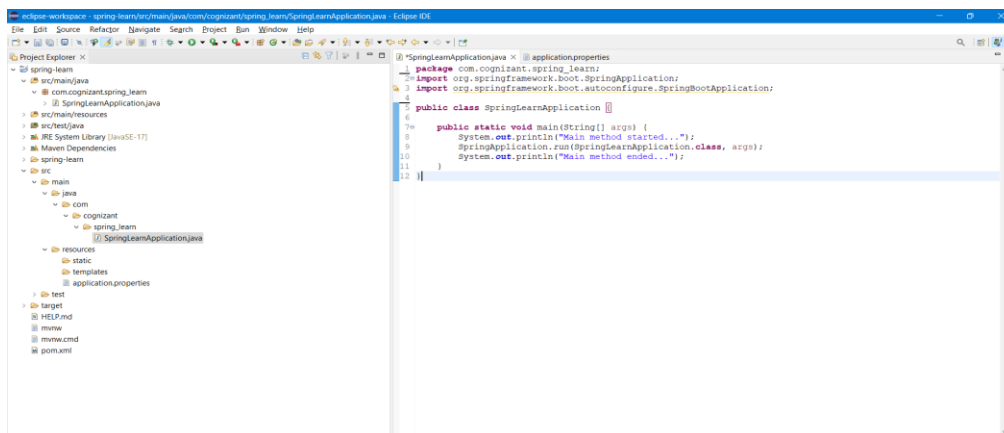 eclipse-workspace - spring-learn/src/main/java/com/cognizant/spring_learn/SpringLearnApplication.java - Eclipse IDE
File Edit Source Refactor Navigate Search Project Run Window Help
Project Explorer
spring-learn
src/main/java
com.cognizant.spring_learn
SpringLearnApplication.java
src/main/resources
src/test/java
JRE System Library [JavaSE-17]
Maven Dependencies
spring-learn
src
main
java
com
cognizant
spring_learn
SpringLearnApplication.java
resources
static
templates
application.properties
test
target
HELP.md
mvnw
mvnw.cmd
pom.xml
*SpringLearnApplication.java application.properties
1 package com.cognizant.spring_learn;
2 import org.springframework.boot.SpringApplication;
3 import org.springframework.boot.autoconfigure.SpringBootApplication;
4
5 public class SpringLearnApplication {
6
7 public static void main(String[] args) {
8 System.out.println("Main method started...");
9 SpringApplication.run(SpringLearnApplication.class, args);
10 System.out.println("Main method ended...");
11 }
12 }